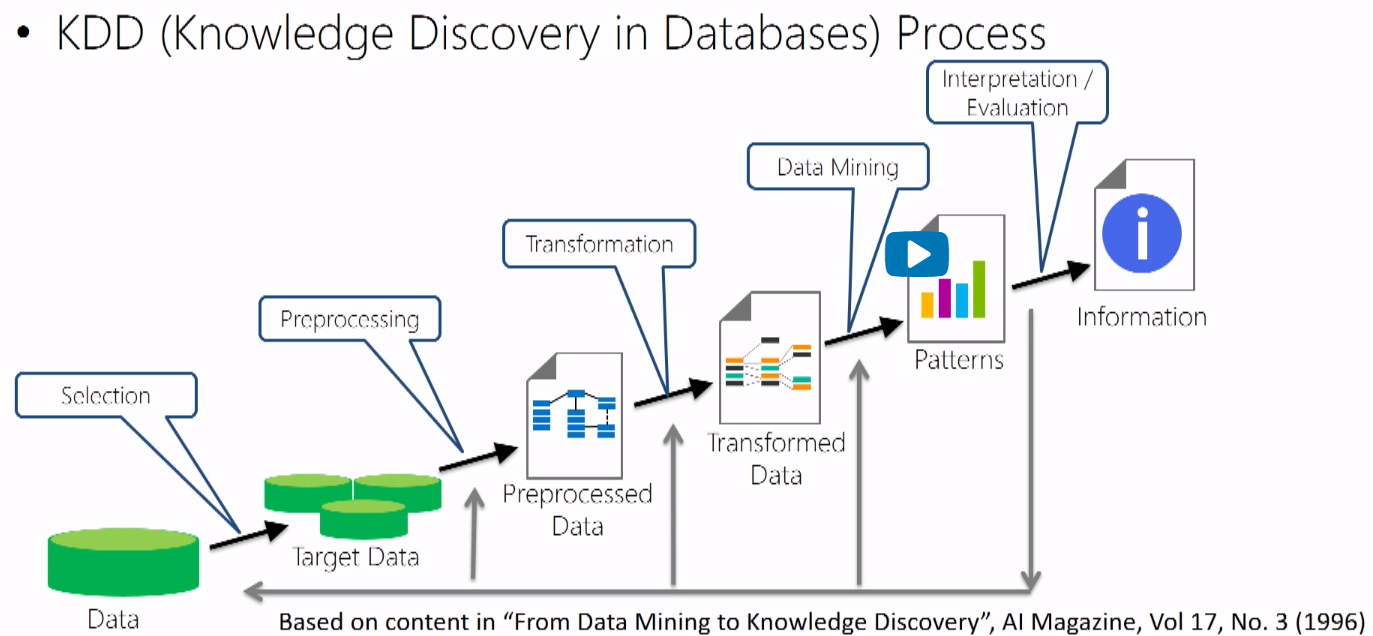 • KDD (Knowledge Discovery in Databases) Process
Interpretation /
Evaluation
Data Mining
Transformation
Preprocessing
Selection
Information
Patterns
Transformed
Data
Preprocessed
Data
Target Data
Data
Based on content in “From Data Mining to Knowledge Discovery”, AI Magazine, Vol 17, No. 3 (1996)